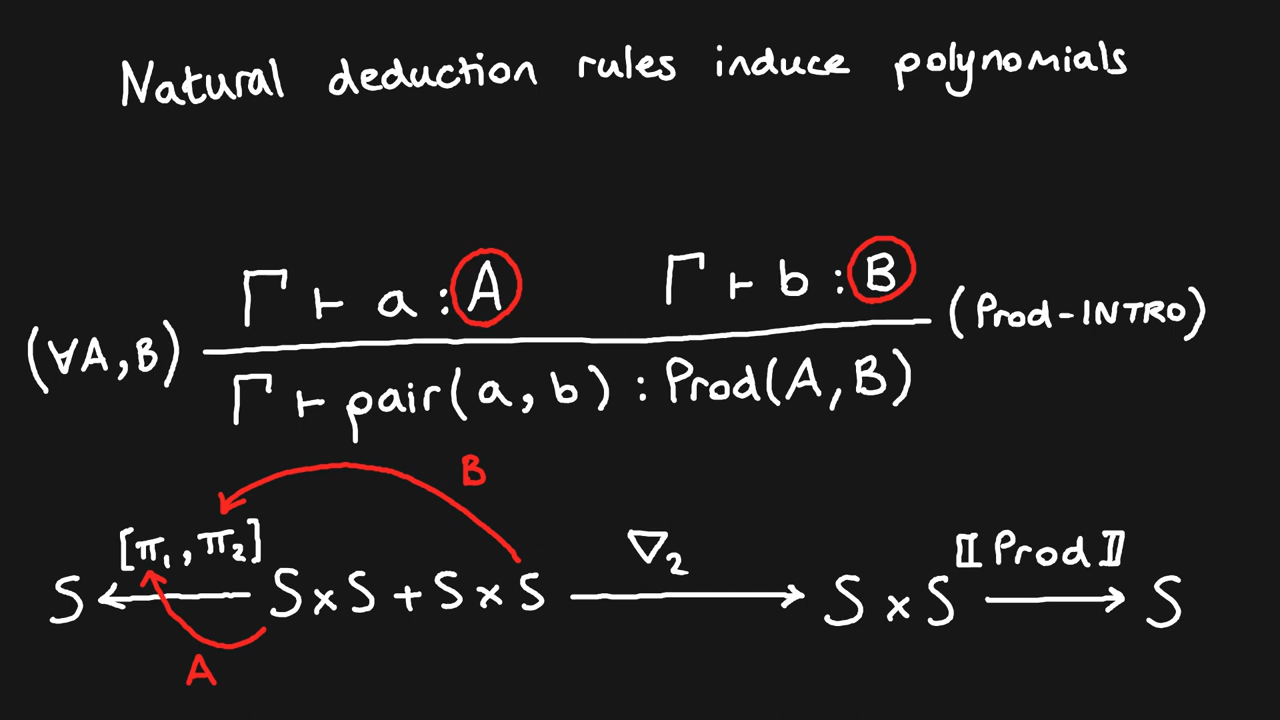 Natural deduction rules induce polynomials
Γ ⊢ a : A Γ ⊢ b : B
(∀A, B) (Prod-INTRO)
Γ ⊢ pair(a, b) : Prod(A, B)
B
[π₁, π₂] ∇₂ ⟦Prod⟧
S ← S × S + S × S → S × S → S
A